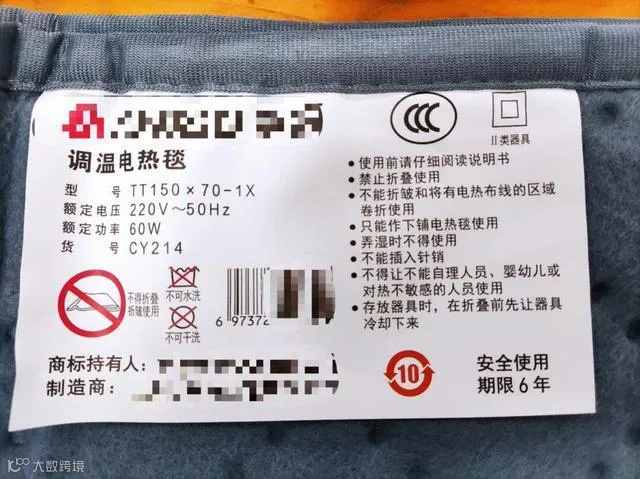 调温电热毯
型 号 TT150×70-1X
额定电压 220V～50Hz
额定功率 60W
货 号 CY214
不得折叠
折皱使用
不可水洗
不可干洗
6 97372
商标持有人：
制造商：
CCC
II类器具
●使用前请仔细阅读说明书
●禁止折叠使用
●不能折皱和将有电热布线的区域
卷折使用
●只能作下铺电热毯使用
●弄湿时不得使用
●不能插入针销
●不得让不能自理人员、婴幼儿或
对热不敏感的人员使用
●存放器具时，在折叠前先让器具
冷却下来
10
安全使用
期限6年
大数跨境